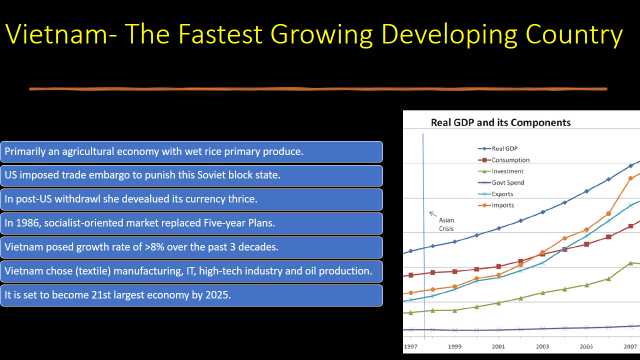 Vietnam- The Fastest Growing Developing Country
Primarily an agricultural economy with wet rice primary produce.
US imposed trade embargo to punish this Soviet block state.
In post-US withdrawl she devealued its currency thrice.
In 1986, socialist-oriented market replaced Five-year Plans.
Vietnam posed growth rate of >8% over the past 3 decades.
Vietnam chose (textile) manufacturing, IT, high-tech industry and oil production.
It is set to become 21st largest economy by 2025.
Real GDP and its Components
Real GDP
Consumption
Investment
Govt Spend
Exports
Imports
Asian
Crisis
1997 1999 2001 2003 2005 2007